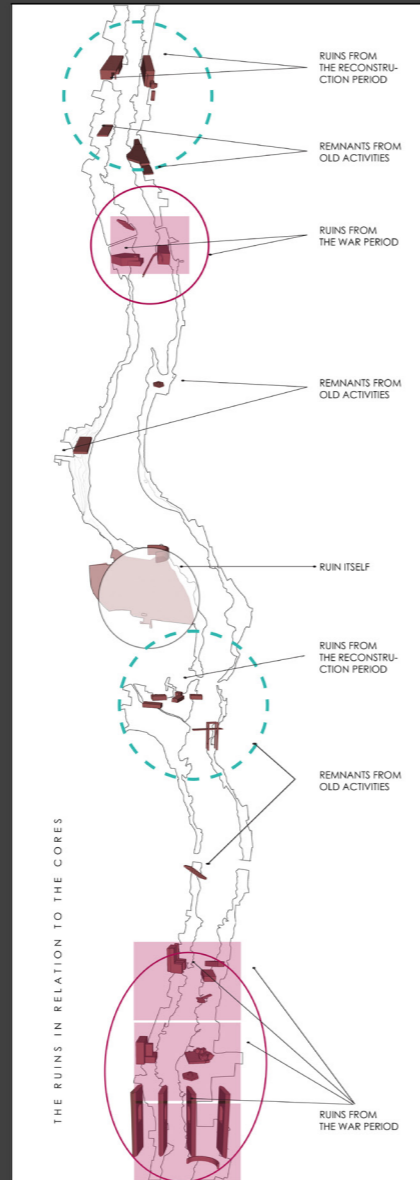 RUINS FROM
THE RECONSTRU-
CTION PERIOD
REMNANTS FROM
OLD ACTIVITIES
RUINS FROM
THE WAR PERIOD
REMNANTS FROM
OLD ACTIVITIES
RUIN ITSELF
RUINS FROM
THE RECONSTRU-
CTION PERIOD
REMNANTS FROM
OLD ACTIVITIES
THE RUINS IN RELATION TO THE CORES
RUINS FROM
THE WAR PERIOD